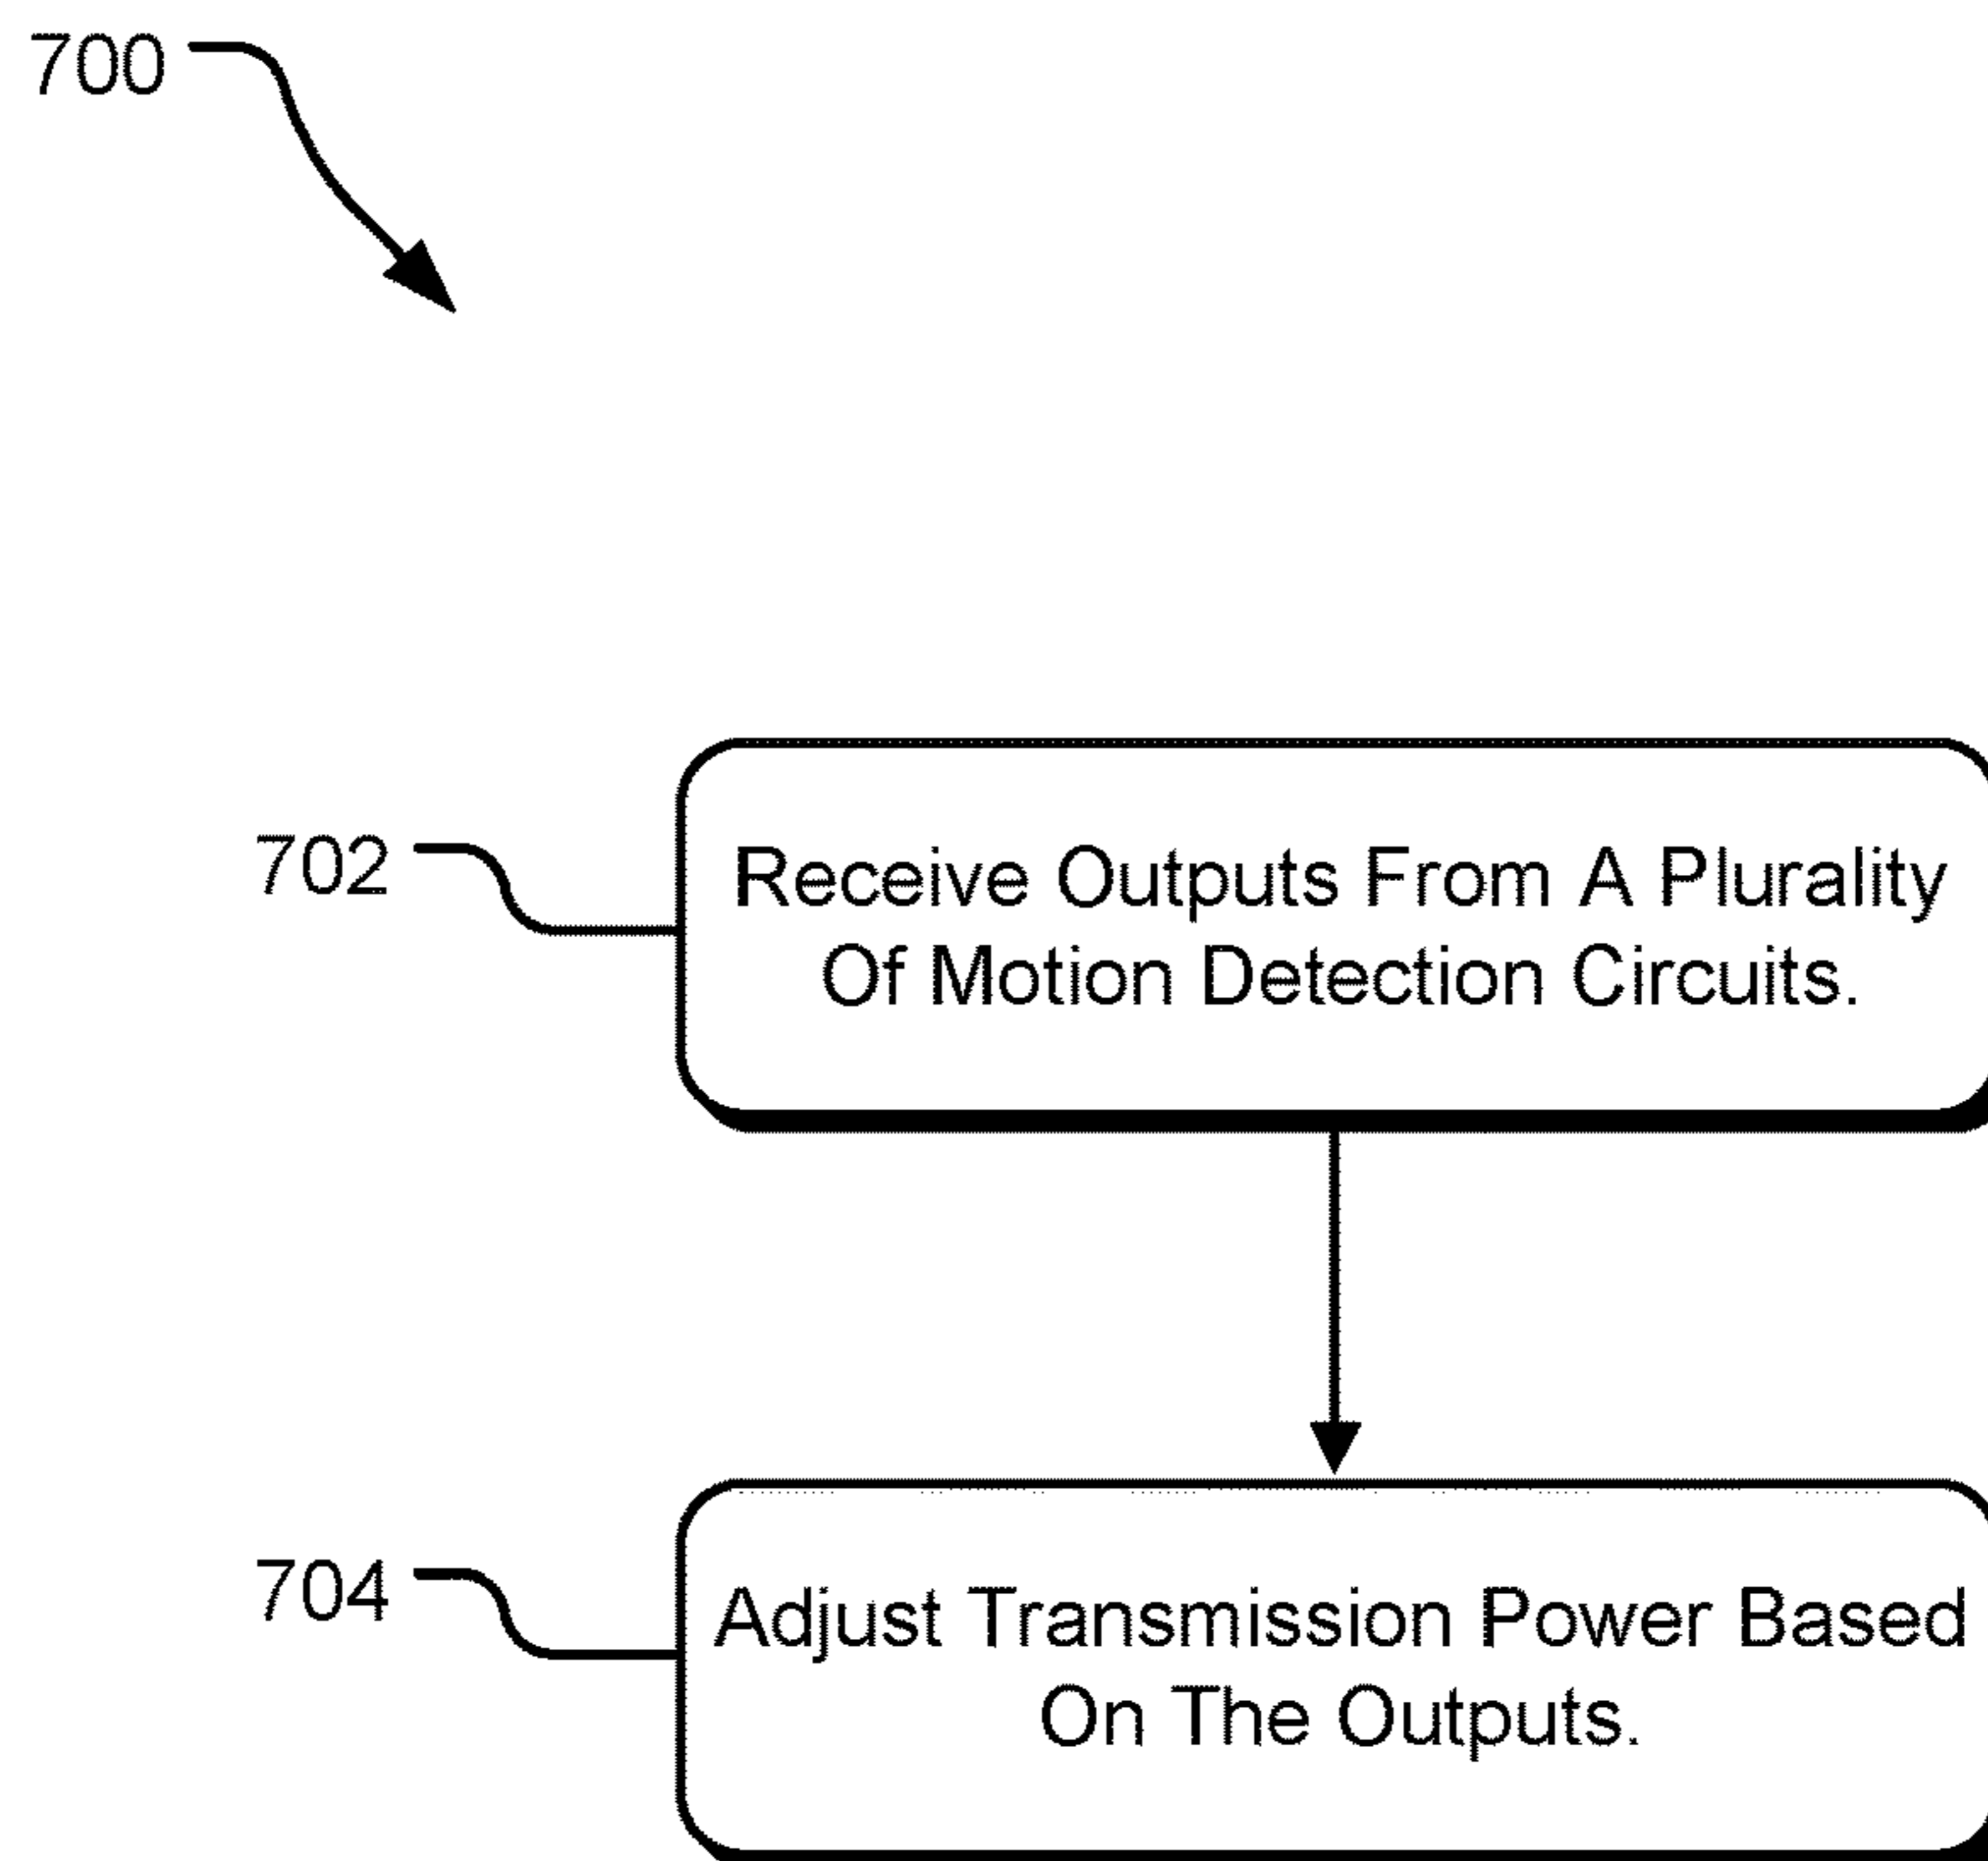 700
702
Receive Outputs From A Plurality
Of Motion Detection Circuits.
704
Adjust Transmission Power Based
On The Outputs.